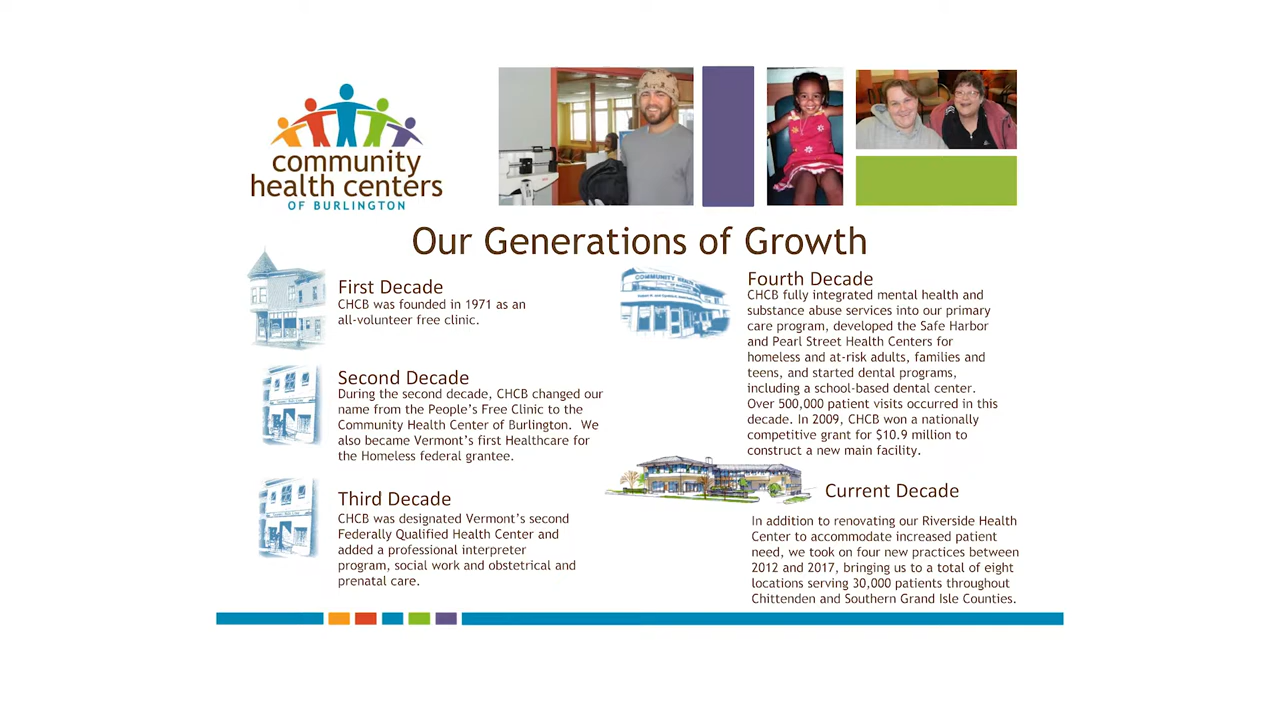 community
health centers
OF BURLINGTON
Our Generations of Growth
First Decade
CHCB was founded in 1971 as an
all-volunteer free clinic.
Second Decade
During the second decade, CHCB changed our
name from the People’s Free Clinic to the
Community Health Center of Burlington.  We
also became Vermont’s first Healthcare for
the Homeless federal grantee.
Third Decade
CHCB was designated Vermont’s second
Federally Qualified Health Center and
added a professional interpreter
program, social work and obstetrical and
prenatal care.
COMMUNITY HEALTH
Fourth Decade
CHCB fully integrated mental health and
substance abuse services into our primary
care program, developed the Safe Harbor
and Pearl Street Health Centers for
homeless and at-risk adults, families and
teens, and started dental programs,
including a school-based dental center.
Over 500,000 patient visits occurred in this
decade. In 2009, CHCB won a nationally
competitive grant for $10.9 million to
construct a new main facility.
Current Decade
In addition to renovating our Riverside Health
Center to accommodate increased patient
need, we took on four new practices between
2012 and 2017, bringing us to a total of eight
locations serving 30,000 patients throughout
Chittenden and Southern Grand Isle Counties.